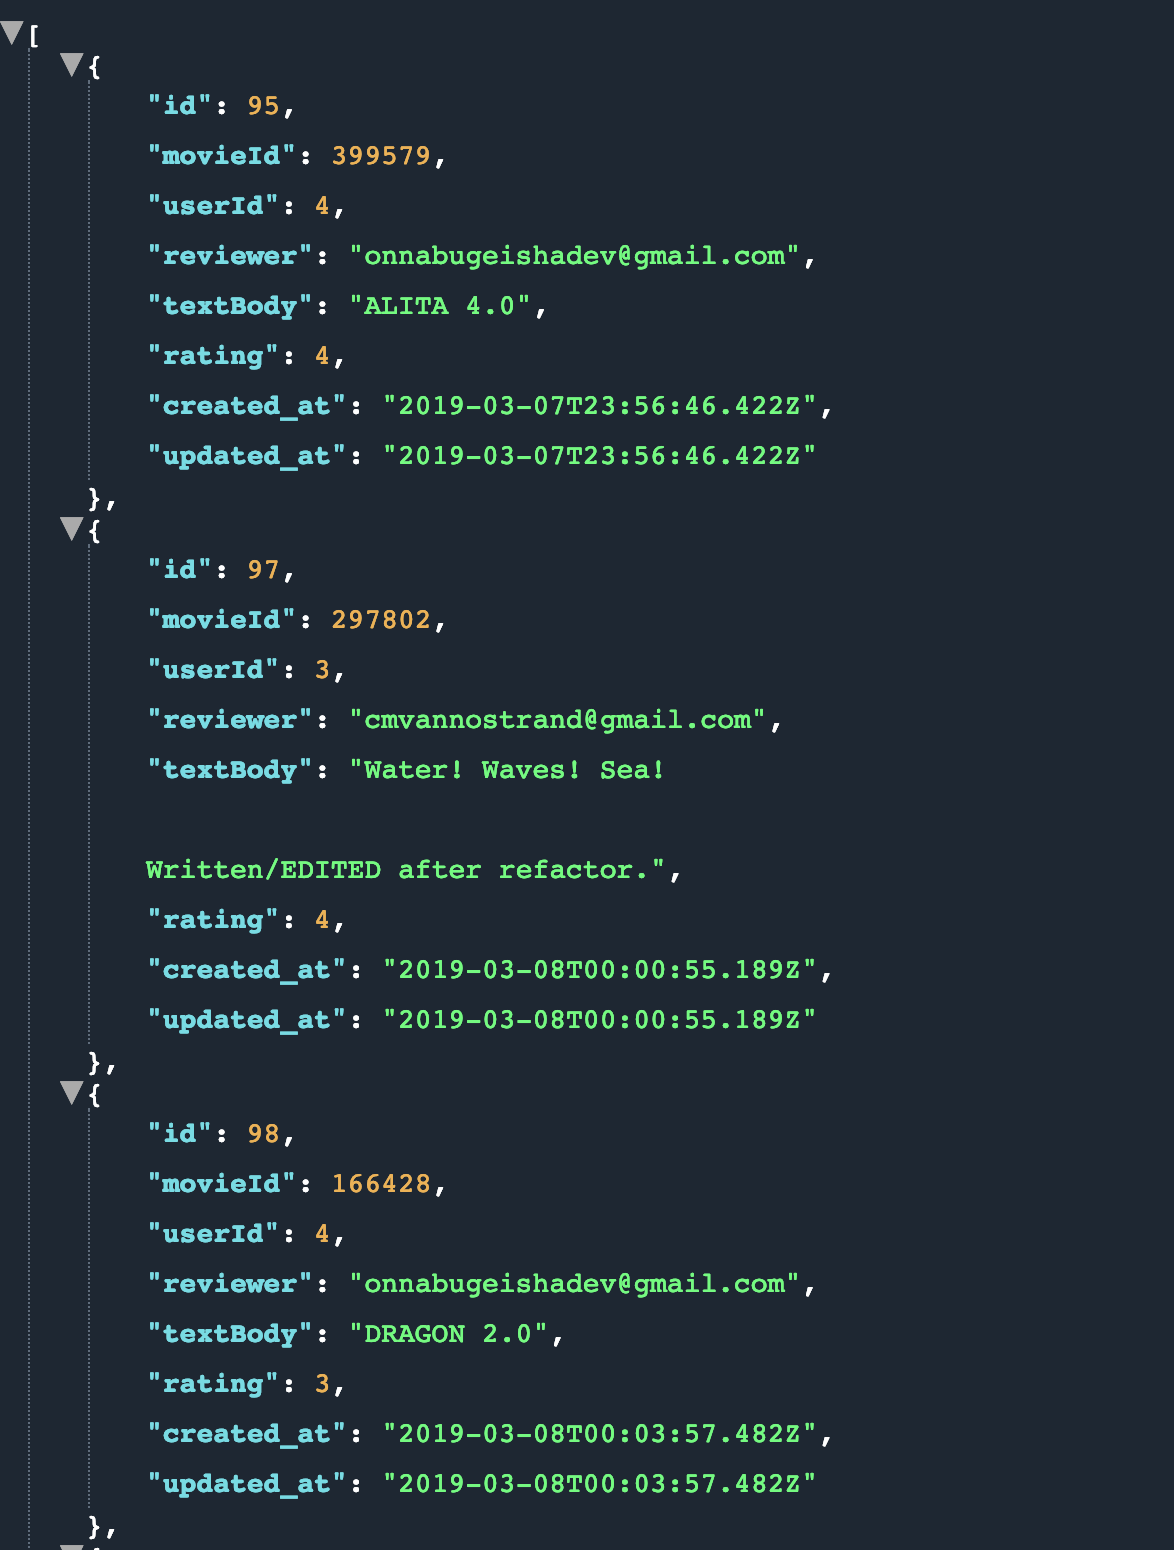 [
{
"id": 95,
"movieId": 399579,
"userId": 4,
"reviewer": "onnabugeishadev@gmail.com",
"textBody": "ALITA 4.0",
"rating": 4,
"created_at": "2019-03-07T23:56:46.422Z",
"updated_at": "2019-03-07T23:56:46.422Z"
},
{
"id": 97,
"movieId": 297802,
"userId": 3,
"reviewer": "cmvannostrand@gmail.com",
"textBody": "Water! Waves! Sea!
Written/EDITED after refactor.",
"rating": 4,
"created_at": "2019-03-08T00:00:55.189Z",
"updated_at": "2019-03-08T00:00:55.189Z"
},
{
"id": 98,
"movieId": 166428,
"userId": 4,
"reviewer": "onnabugeishadev@gmail.com",
"textBody": "DRAGON 2.0",
"rating": 3,
"created_at": "2019-03-08T00:03:57.482Z",
"updated_at": "2019-03-08T00:03:57.482Z"
},